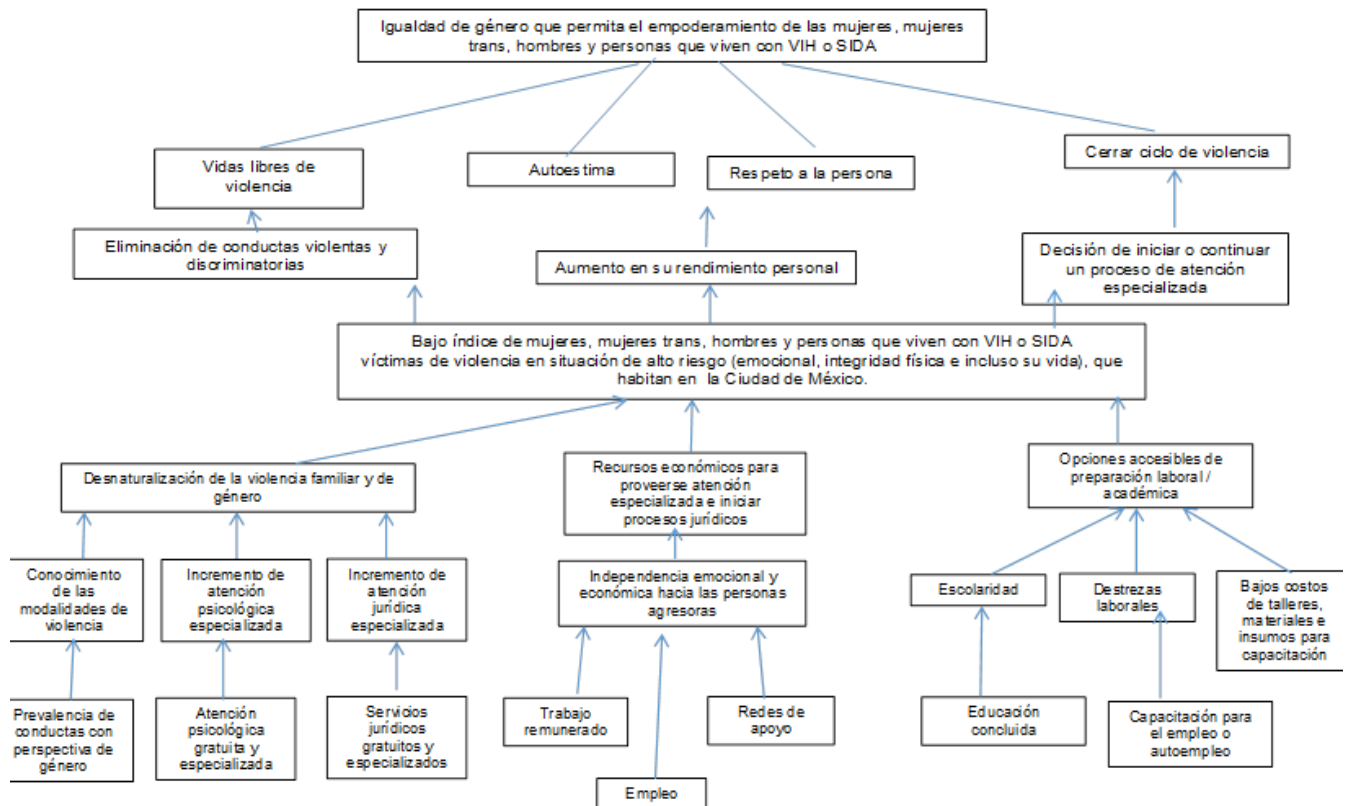 Igualdad de género que permita el empoderamiento de las mujeres, mujeres
trans, hombres y personas que viven con VIH o SIDA
Vidas libres de
violencia
Autoestima
Respeto a la persona
Cerrar ciclo de violencia
Eliminación de conductas violentas y
discriminatorias
Aumento en su rendimiento personal
Decisión de iniciar o continuar
un proceso de atención
especializada
Bajo índice de mujeres, mujeres trans, hombres y personas que viven con VIH o SIDA
víctimas de violencia en situación de alto riesgo (emocional, integridad física e incluso su vida), que
habitan en la Ciudad de México.
Desnaturalización de la violencia familiar y de
género
Recursos económicos para
proveerse atención
especializada e iniciar
procesos jurídicos
Opciones accesibles de
preparación laboral /
académica
Conocimiento
de las
modalidades de
violencia
Incremento de
atención
psicológica
especializada
Incremento de
atención
jurídica
especializada
Independencia emocional y
económica hacia las personas
agresoras
Escolaridad
Destrezas
laborales
Bajos costos
de talleres,
materiales e
insumos para
capacitación
Prevalencia de
conductas con
perspectiva de
género
Atención
psicológica
gratuita y
especializada
Servicios
jurídicos
gratuitos y
especializados
Trabajo
remunerado
Redes de
apoyo
Educación
concluida
Capacitación para
el empleo o
autoempleo
Empleo